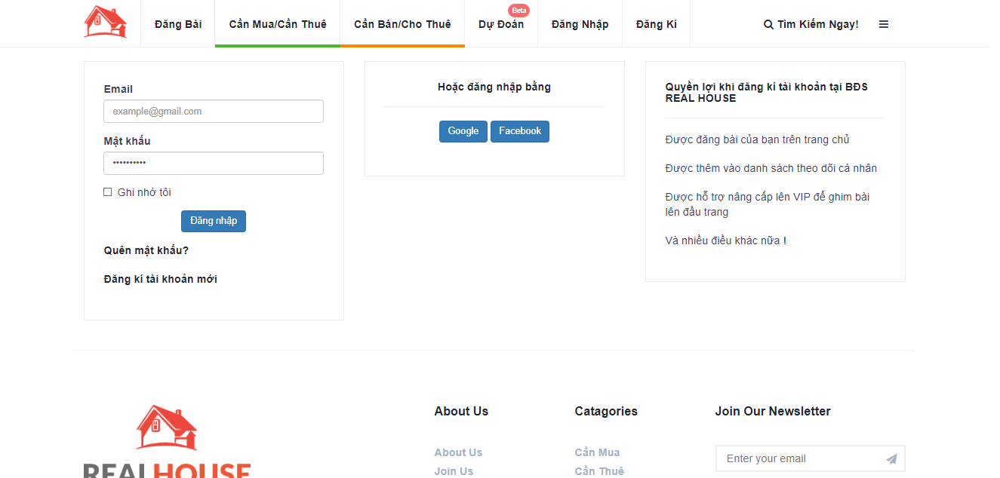 Đăng Bài
Cần Mua/Cần Thuê
Cần Bán/Cho Thuê
Dự Đoán
Beta
Đăng Nhập
Đăng Kí
Tìm Kiếm Ngay!
Email
example@gmail.com
Mật khẩu
Ghi nhớ tôi
Đăng nhập
Quên mật khẩu?
Đăng kí tài khoản mới
Hoặc đăng nhập bằng
Google
Facebook
Quyền lợi khi đăng kí tài khoản tại BĐS
REAL HOUSE
Được đăng bài của bạn trên trang chủ
Được thêm vào danh sách theo dõi cá nhân
Được hỗ trợ nâng cấp lên VIP để ghim bài
lên đầu trang
Và nhiều điều khác nữa !
REALHOUSE
About Us
About Us
Join Us
Catagories
Cần Mua
Cần Thuê
Join Our Newsletter
Enter your email